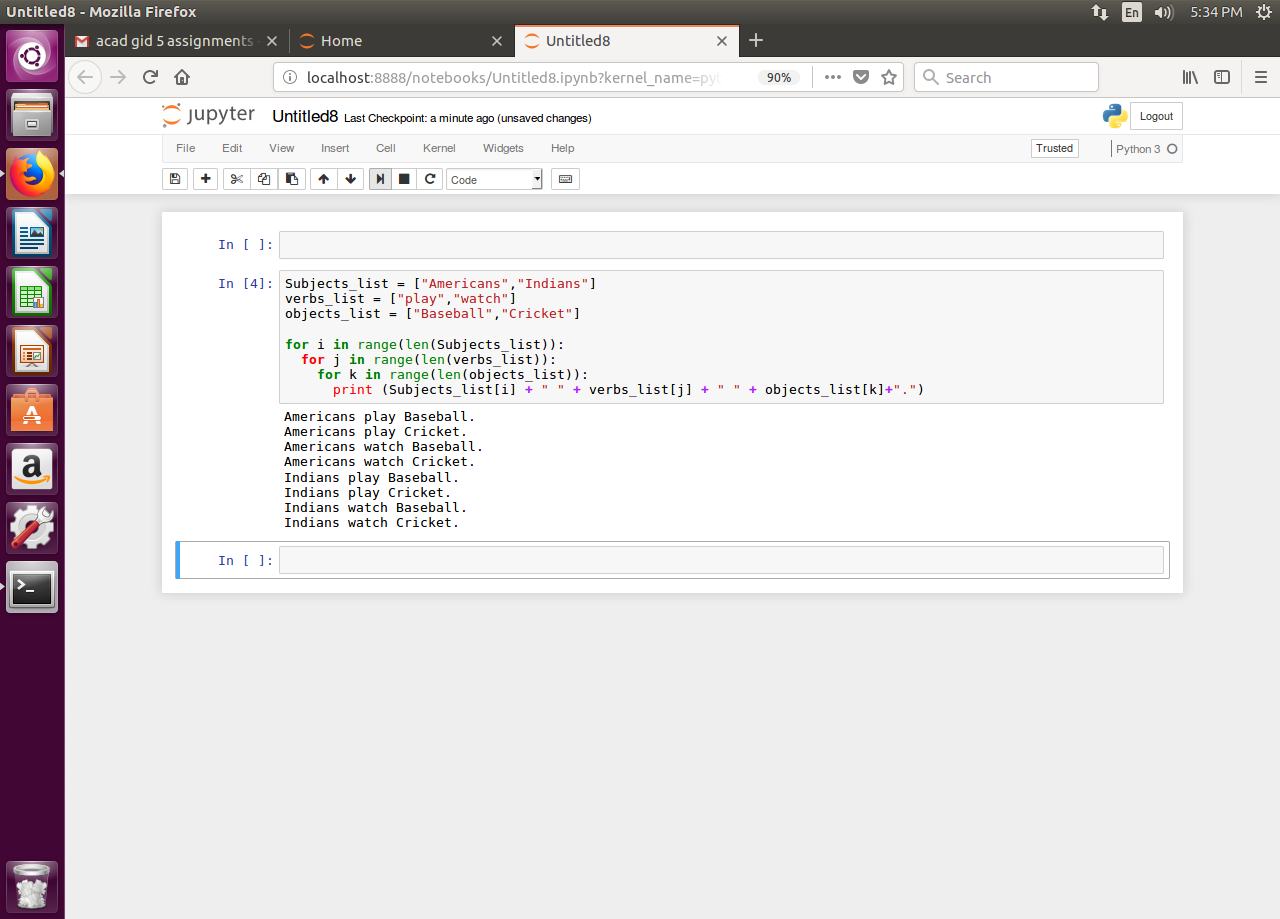 Untitled8 - Mozilla Firefox
En
5:34 PM
acad gid 5 assignments
Home
Untitled8
localhost:8888/notebooks/Untitled8.ipynb?kernel_name=pyt
90%
Search
jupyter
Untitled8 Last Checkpoint: a minute ago (unsaved changes)
Logout
File Edit View Insert Cell Kernel Widgets Help
Trusted
Python 3
Code
In [ ]:
In [4]:
Subjects_list = ["Americans","Indians"]
verbs_list = ["play","watch"]
objects_list = ["Baseball","Cricket"]
for i in range(len(Subjects_list)):
for j in range(len(verbs_list)):
for k in range(len(objects_list)):
print (Subjects_list[i] + " " + verbs_list[j] + " " + objects_list[k]+".")
Americans play Baseball.
Americans play Cricket.
Americans watch Baseball.
Americans watch Cricket.
Indians play Baseball.
Indians play Cricket.
Indians watch Baseball.
Indians watch Cricket.
In [ ]: